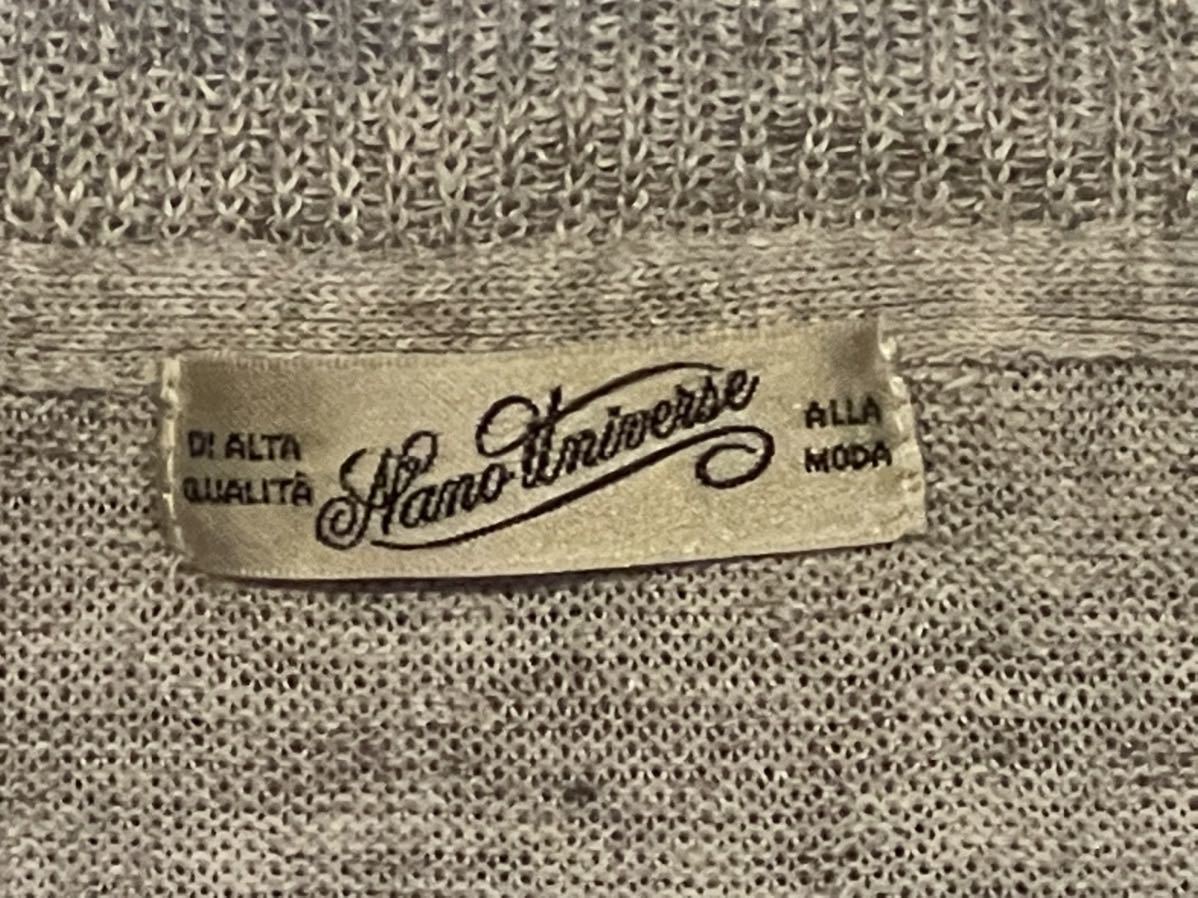 DI ALTA
QUALITÀ
Nano Universe
ALLA
MODA